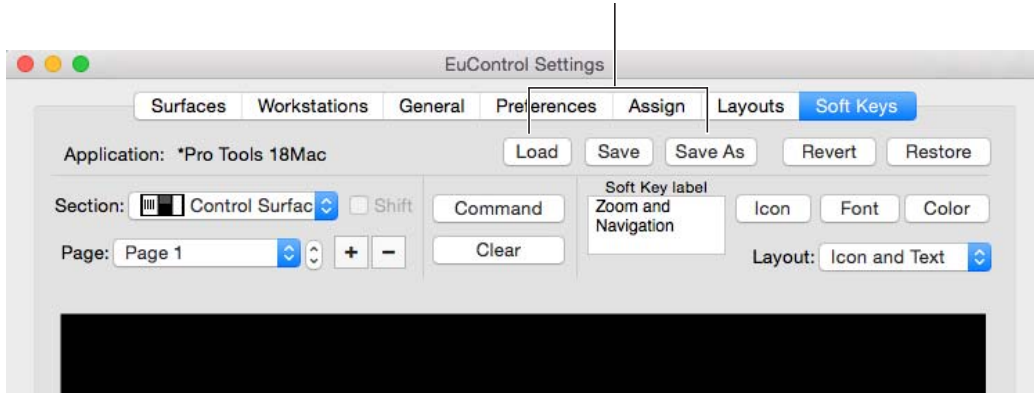 EuControl Settings
Surfaces Workstations General Preferences Assign Layouts Soft Keys
Application: *Pro Tools 18Mac Load Save Save As Revert Restore
Section: Control Surfac Shift Command Soft Key label Icon Font Color
Zoom and
Navigation
Page: Page 1 + − Clear Layout: Icon and Text